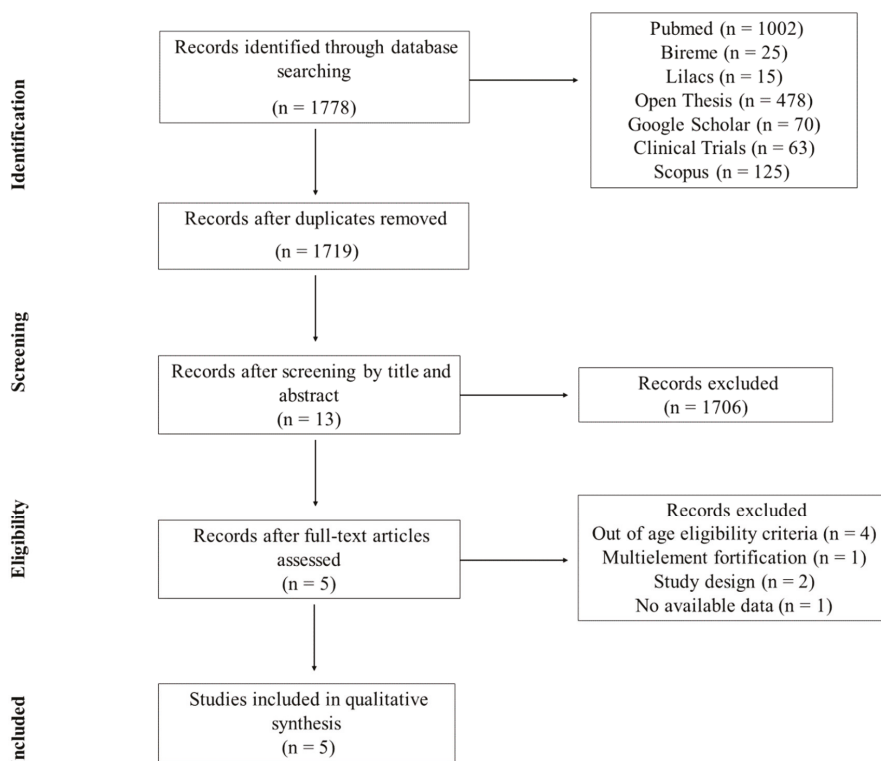 Identification
Records identified through database
searching
(n = 1778)
Pubmed (n = 1002)
Bireme (n = 25)
Lilacs (n = 15)
Open Thesis (n = 478)
Google Scholar (n = 70)
Clinical Trials (n = 63)
Scopus (n = 125)
Records after duplicates removed
(n = 1719)
Screening
Records after screening by title and
abstract
(n = 13)
Records excluded
(n = 1706)
Eligibility
Records after full-text articles
assessed
(n = 5)
Records excluded
Out of age eligibility criteria (n = 4)
Multielement fortification (n = 1)
Study design (n = 2)
No available data (n = 1)
ncluded
Studies included in qualitative
synthesis
(n = 5)